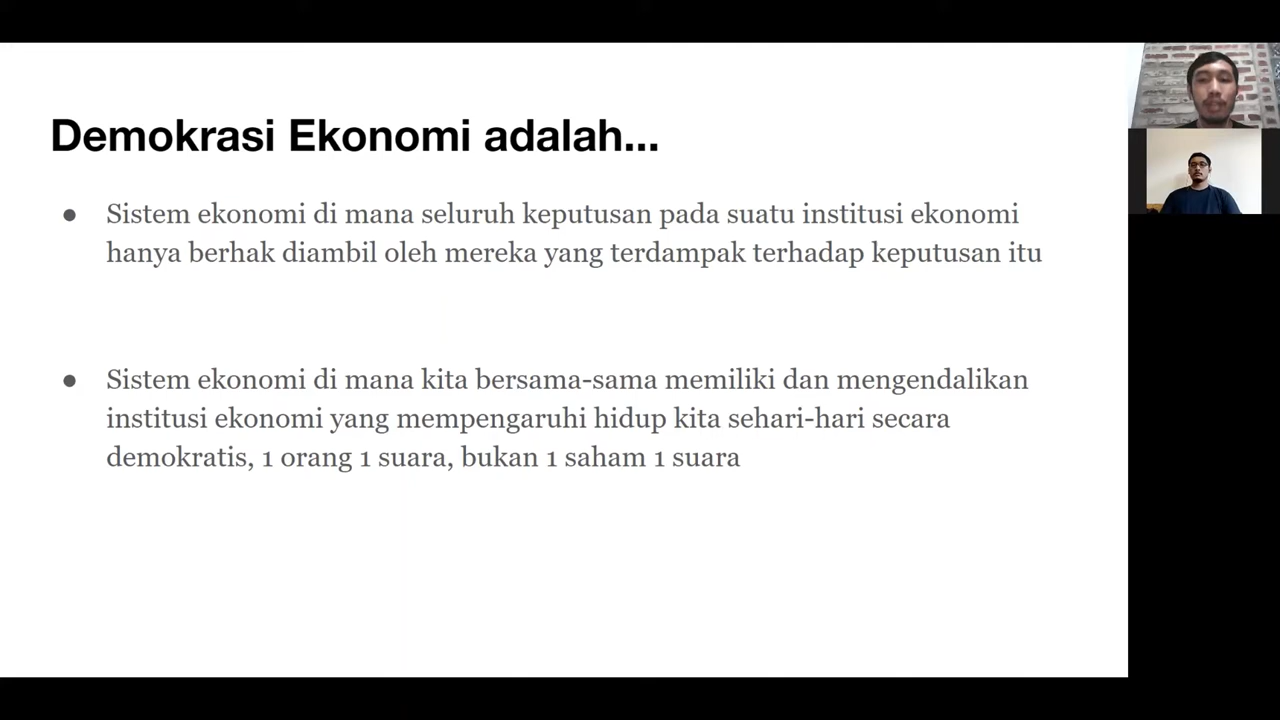 Demokrasi Ekonomi adalah...
● Sistem ekonomi di mana seluruh keputusan pada suatu institusi ekonomi
hanya berhak diambil oleh mereka yang terdampak terhadap keputusan itu
● Sistem ekonomi di mana kita bersama-sama memiliki dan mengendalikan
institusi ekonomi yang mempengaruhi hidup kita sehari-hari secara
demokratis, 1 orang 1 suara, bukan 1 saham 1 suara